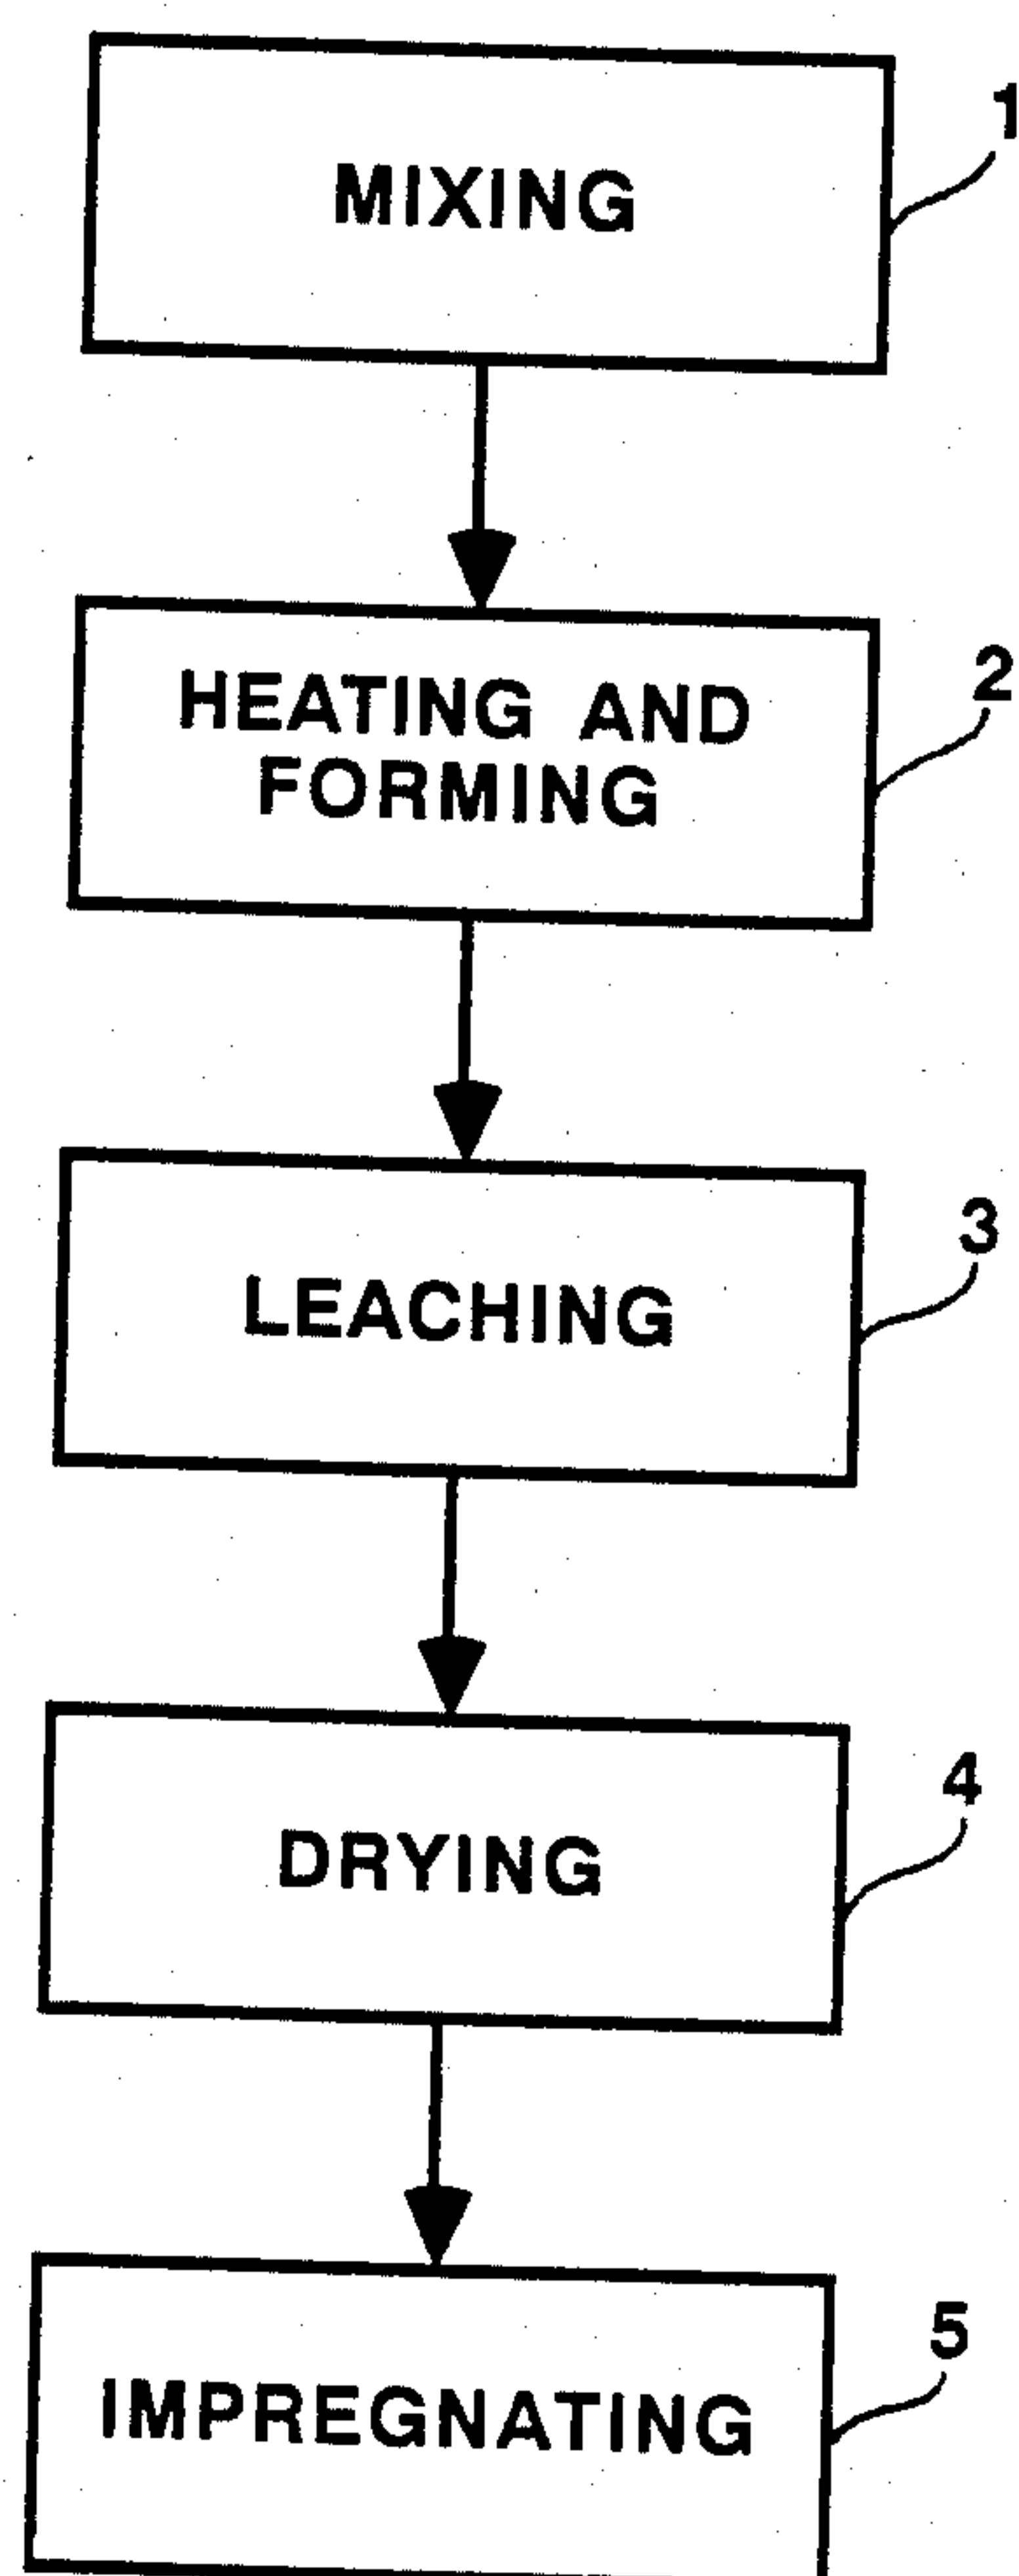 MIXING
1
HEATING AND
FORMING
2
LEACHING
3
DRYING
4
IMPREGNATING
5